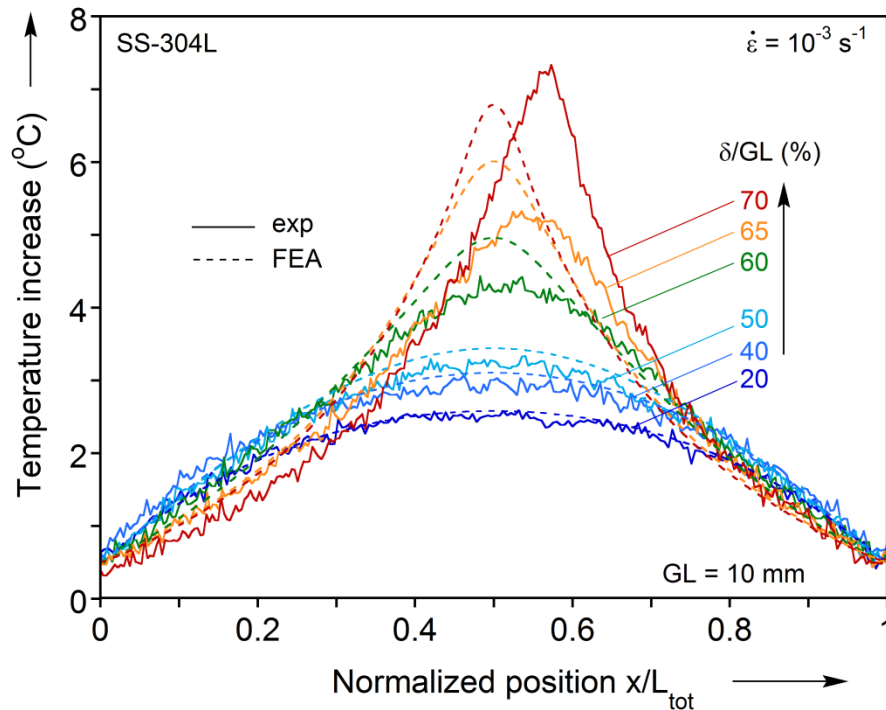 8
6
4
2
0
Temperature increase (°C)
SS-304L
ε̇ = 10⁻³ s⁻¹
δ/GL (%)
exp
FEA
70
65
60
50
40
20
GL = 10 mm
0
0.2
0.4
0.6
0.8
1
Normalized position x/Lₜₒₜ